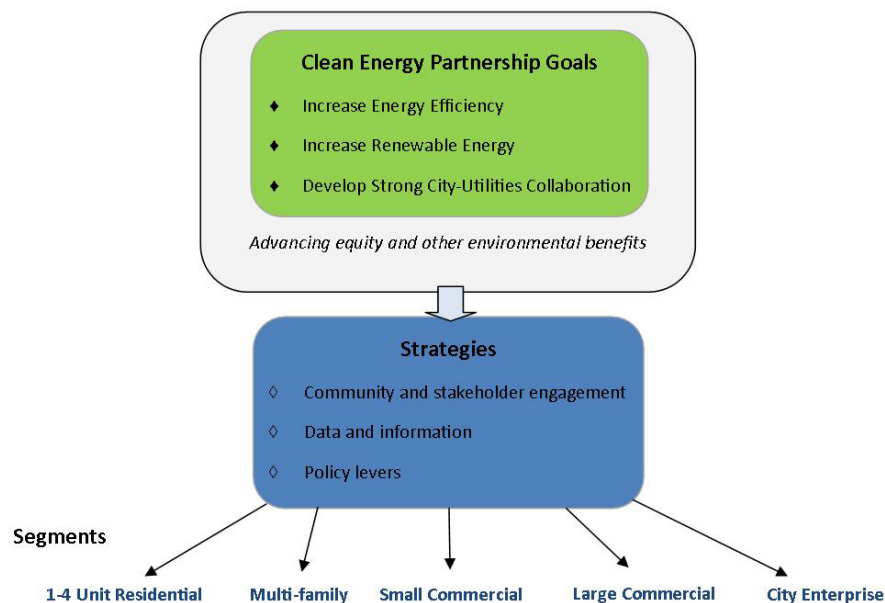 Clean Energy Partnership Goals
♦ Increase Energy Efficiency
♦ Increase Renewable Energy
♦ Develop Strong City-Utilities Collaboration
Advancing equity and other environmental benefits
Strategies
◊ Community and stakeholder engagement
◊ Data and information
◊ Policy levers
Segments
1-4 Unit Residential Multi-family Small Commercial Large Commercial City Enterprise